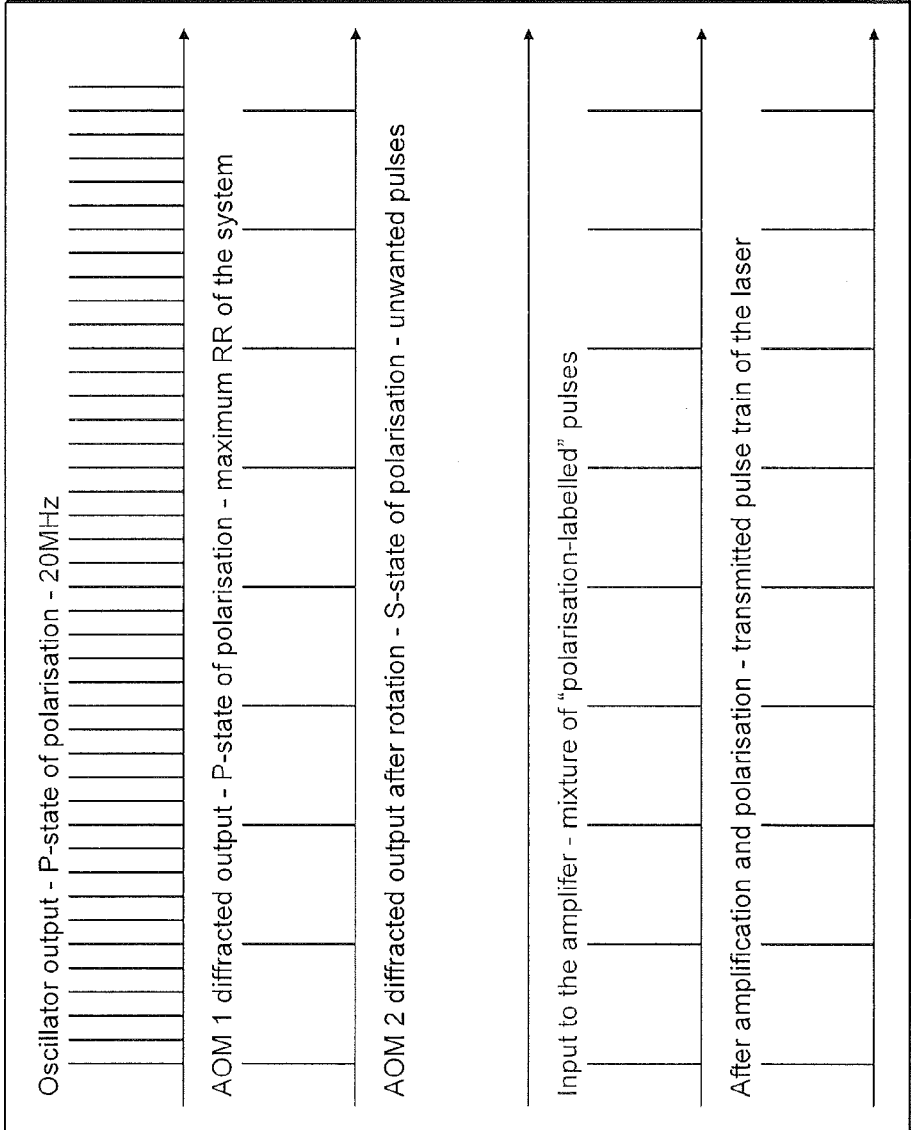 Oscillator output - P-state of polarisation - 20MHz
AOM 1 diffracted output - P-state of polarisation - maximum RR of the system
AOM 2 diffracted output after rotation - S-state of polarisation - unwanted pulses
Input to the amplifer - mixture of "polarisation-labelled" pulses
After amplification and polarisation - transmitted pulse train of the laser